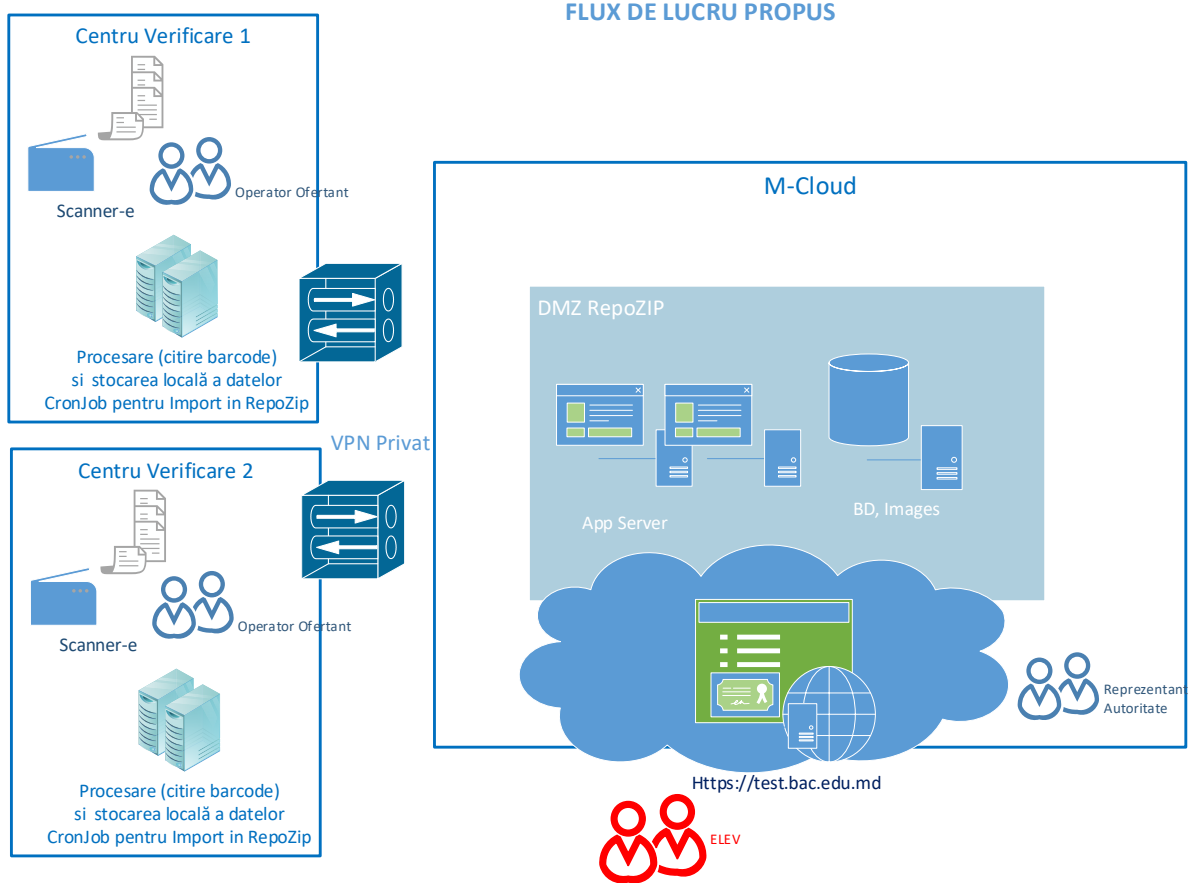 FLUX DE LUCRU PROPUS
Centru Verificare 1
Operator Ofertant
Scanner-e
Procesare (citire barcode)
si stocarea locală a datelor
CronJob pentru Import in RepoZip
VPN Privat
Centru Verificare 2
Operator Ofertant
Scanner-e
Procesare (citire barcode)
si stocarea locală a datelor
CronJob pentru Import in RepoZip
M-Cloud
DMZ RepoZIP
App Server
BD, Images
Reprezentant
Autoritate
Https://test.bac.edu.md
ELEV